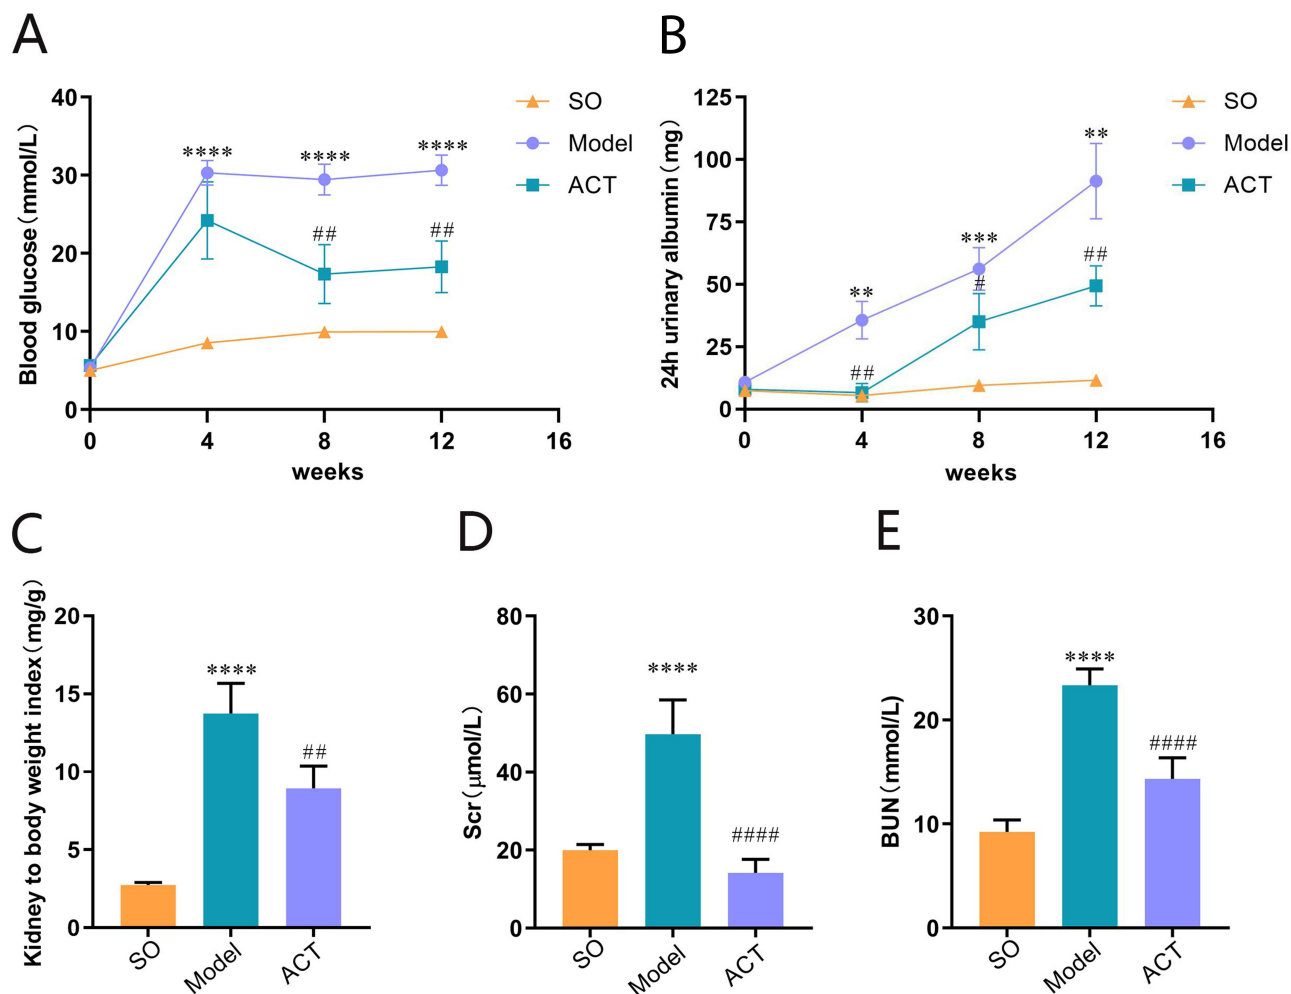 A
Blood glucose (mmol/L)
40
30
20
10
0
0 4 8 12 16
weeks
**** **** ****
## ##
SO
Model
ACT
B
24h urinary albumin (mg)
125
100
75
50
25
0
0 4 8 12 16
weeks
** *** **
## # ##
SO
Model
ACT
C
Kidney to body weight index (mg/g)
20
15
10
5
0
****
##
SO Model ACT
D
Scr (μmol/L)
80
60
40
20
0
****
####
SO Model ACT
E
BUN (mmol/L)
30
20
10
0
****
####
SO Model ACT